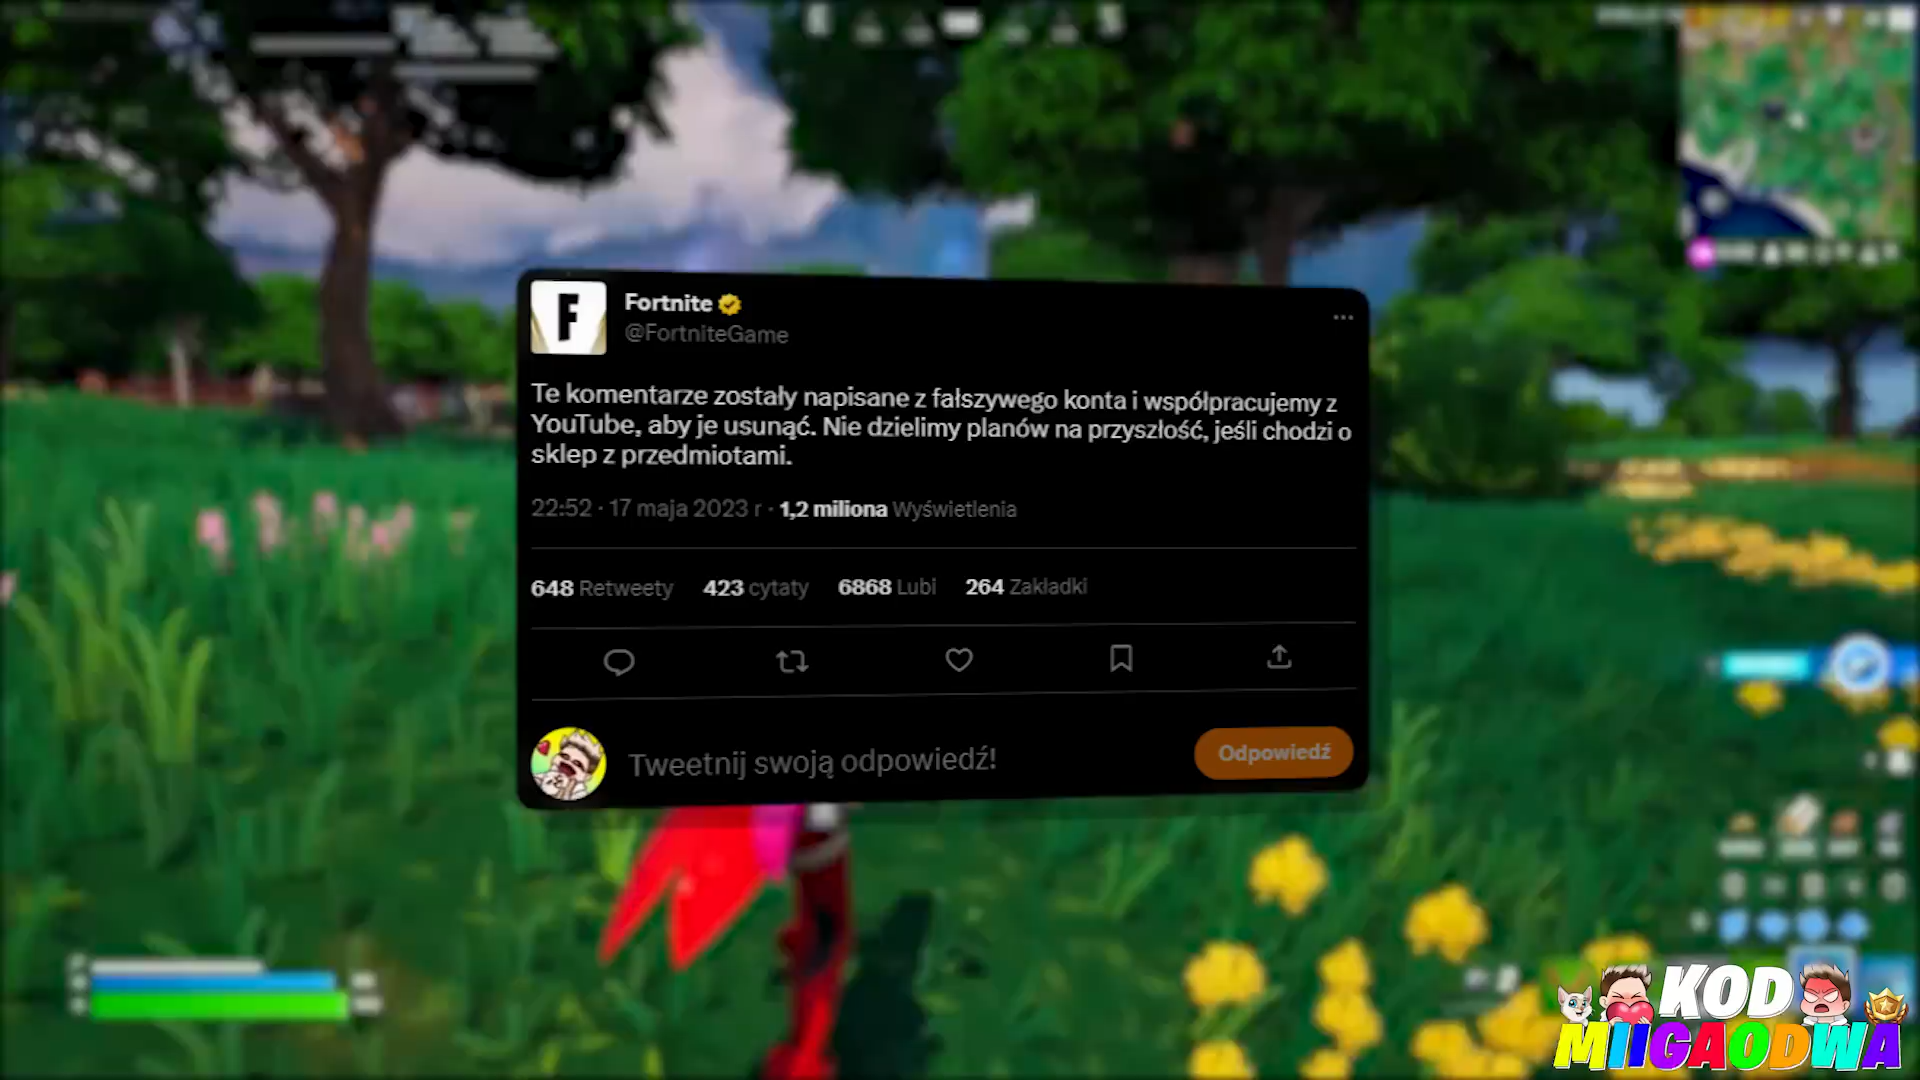 F
Fortnite
@FortniteGame
Te komentarze zostały napisane z fałszywego konta i współpracujemy z
YouTube, aby je usunąć. Nie dzielimy planów na przyszłość, jeśli chodzi o
sklep z przedmiotami.
22:52 · 17 maja 2023 r · 1,2 miliona Wyświetlenia
648 Retweety 423 cytaty 6868 Lubi 264 Zakładki
Tweetnij swoją odpowiedź!
Odpowiedź
KOD
MIIGAODWA